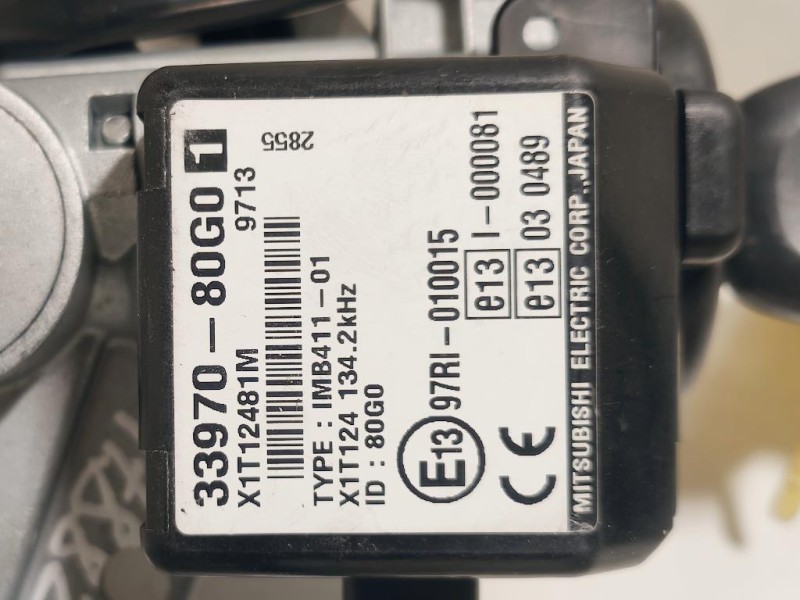 33970-80G0 1
X1T12481M 9713
2855
TYPE : IMB411-01
X1T124 134.2kHz
ID : 80G0
E13 97RI-010015
e13 I-000081
CE e13 03 0489
MITSUBISHI ELECTRIC CORP., JAPAN